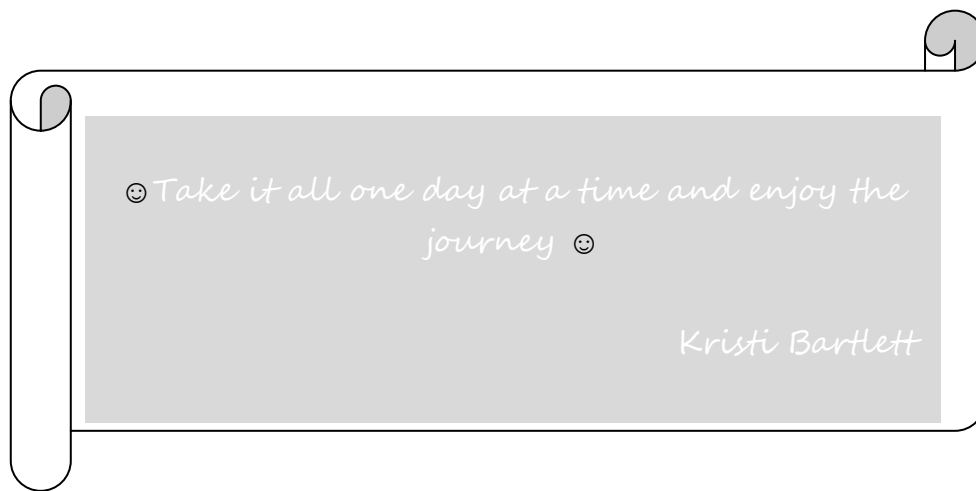 ☺Take it all one day at a time and enjoy the
journey ☺
Kristi Bartlett